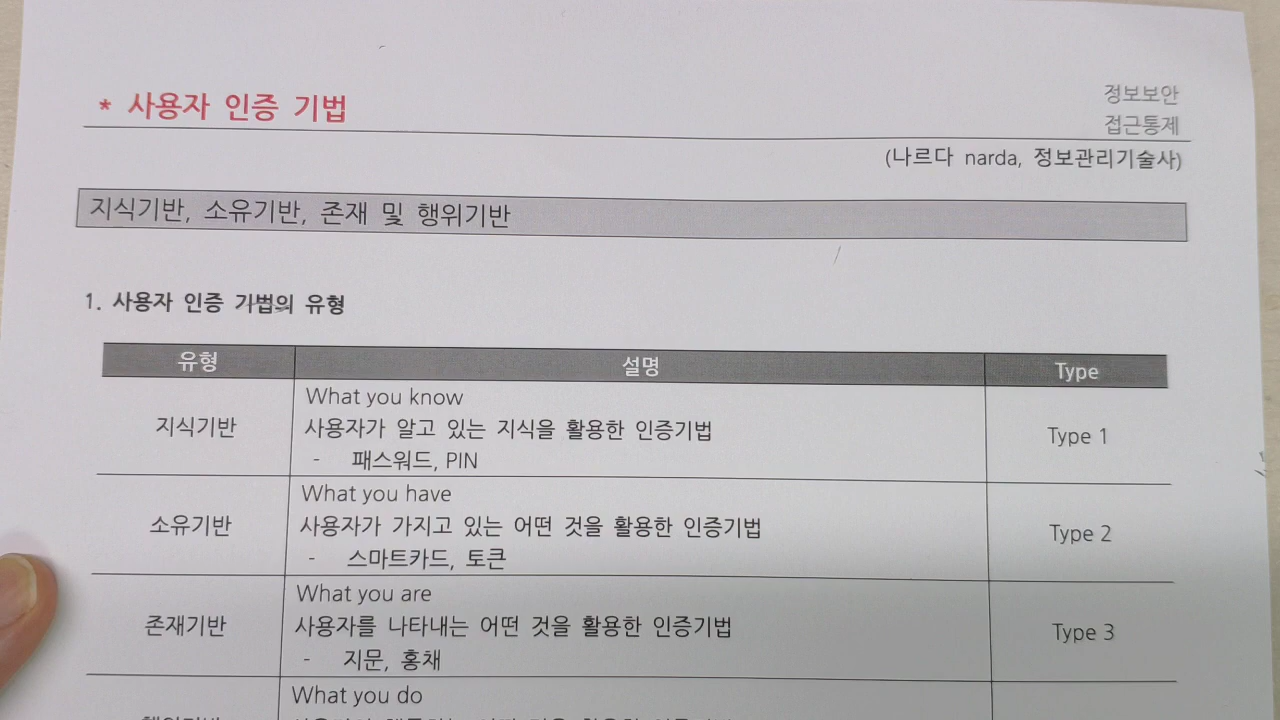 * 사용자 인증 기법
정보보안
접근통제
(나르다 narda, 정보관리기술사)
지식기반, 소유기반, 존재 및 행위기반
1. 사용자 인증 기법의 유형
유형 설명 Type
What you know
지식기반 사용자가 알고 있는 지식을 활용한 인증기법 Type 1
- 패스워드, PIN
What you have
소유기반 사용자가 가지고 있는 어떤 것을 활용한 인증기법 Type 2
- 스마트카드, 토큰
What you are
존재기반 사용자를 나타내는 어떤 것을 활용한 인증기법 Type 3
- 지문, 홍채
What you do